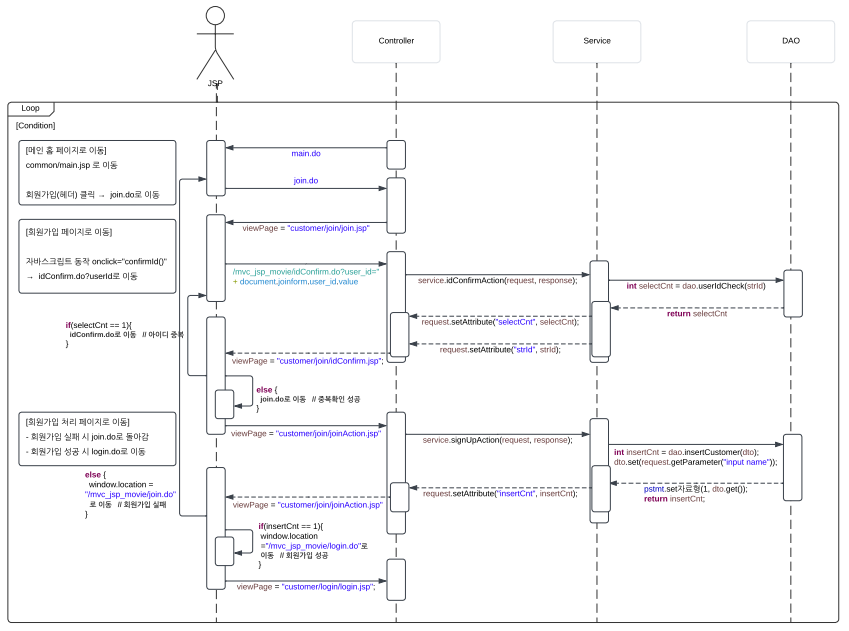 JSP
Controller
Service
DAO
Loop
[Condition]
[메인 홈 페이지로 이동]
common/main.jsp 로 이동
회원가입(헤더) 클릭 → join.do로 이동
main.do
join.do
[회원가입 페이지로 이동]
자바스크립트 동작 onclick="confirmId()"
→ idConfirm.do?userId로 이동
viewPage = "customer/join/join.jsp"
/mvc_jsp_movie/idConfirm.do?user_id="
+ document.joinform.user_id.value
service.idConfirmAction(request, response);
int selectCnt = dao.userIdCheck(strId)
return selectCnt
request.setAttribute("selectCnt", selectCnt);
request.setAttribute("strId", strId);
viewPage = "customer/join/idConfirm.jsp";
if(selectCnt == 1){
idConfirm.do로 이동 // 아이디 중복
}
else {
join.do로 이동 // 중복확인 성공
}
[회원가입 처리 페이지로 이동]
- 회원가입 실패 시 join.do로 돌아감
- 회원가입 성공 시 login.do로 이동
viewPage = "customer/join/joinAction.jsp"
service.signUpAction(request, response);
int insertCnt = dao.insertCustomer(dto);
dto.set(request.getParameter("input name"));
pstmt.set자료형(1, dto.get());
return insertCnt;
request.setAttribute("insertCnt", insertCnt);
viewPage = "customer/join/joinAction.jsp"
else {
window.location =
"/mvc_jsp_movie/join.do"
로 이동 // 회원가입 실패
}
if(insertCnt == 1){
window.location
="/mvc_jsp_movie/login.do"로
이동 // 회원가입 성공
}
viewPage = "customer/login/login.jsp";